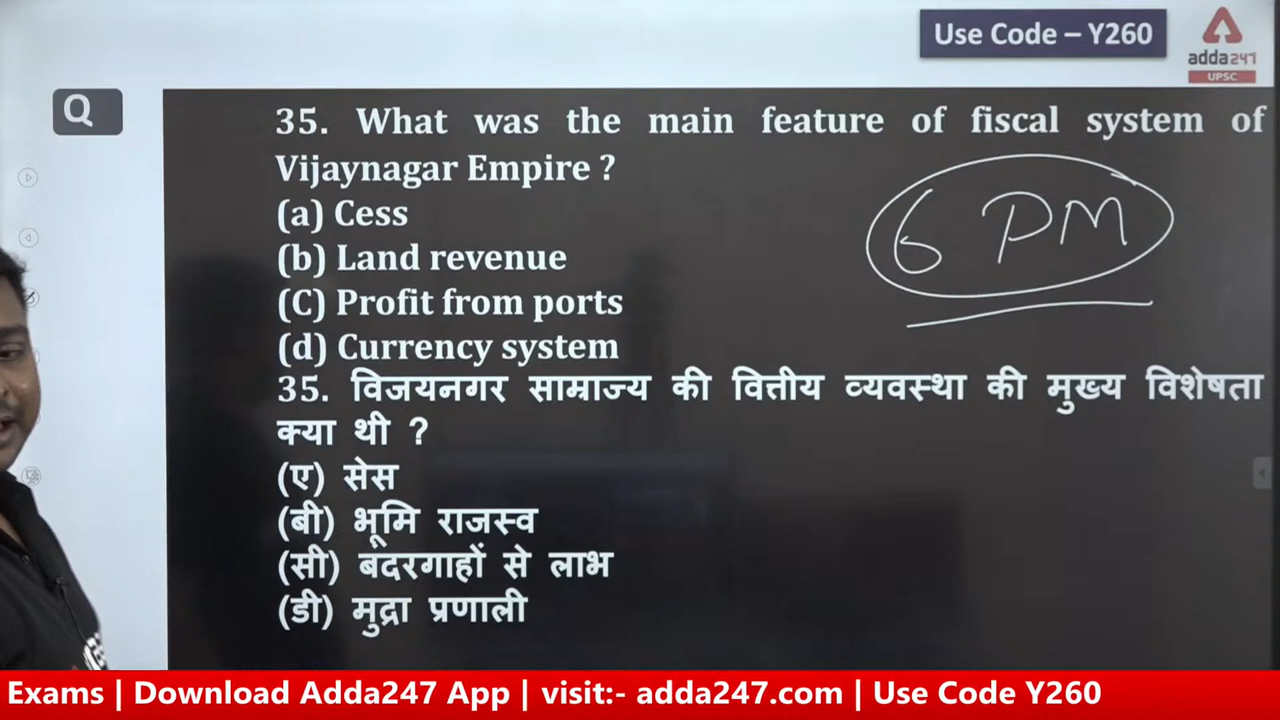 Use Code – Y260
adda247
UPSC
Q
35. What was the main feature of fiscal system of
Vijaynagar Empire ?
(a) Cess
(b) Land revenue
(C) Profit from ports
(d) Currency system
6 PM
35. विजयनगर साम्राज्य की वित्तीय व्यवस्था की मुख्य विशेषता
क्या थी ?
(ए) सेस
(बी) भूमि राजस्व
(सी) बंदरगाहों से लाभ
(डी) मुद्रा प्रणाली
Exams | Download Adda247 App | visit:- adda247.com | Use Code Y260